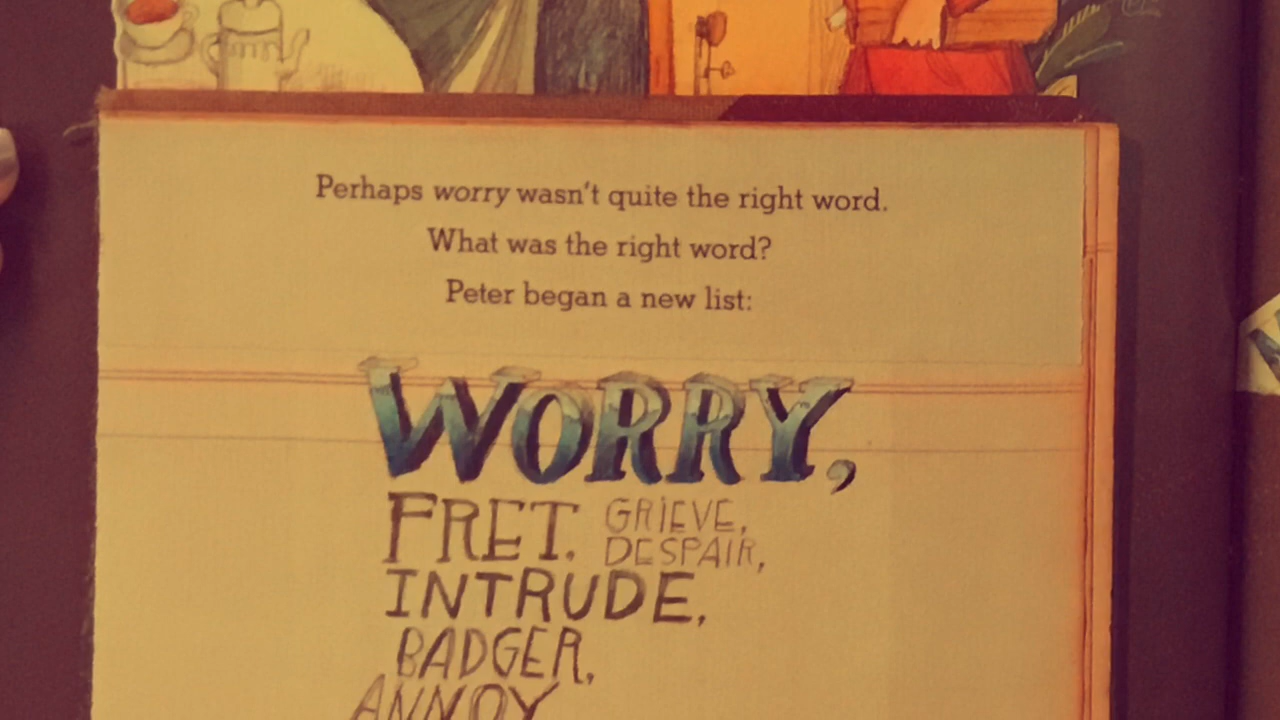 Perhaps worry wasn't quite the right word.
What was the right word?
Peter began a new list:
WORRY,
FRET. GRIEVE,
DESPAIR,
INTRUDE,
BADGER,
ANNOY